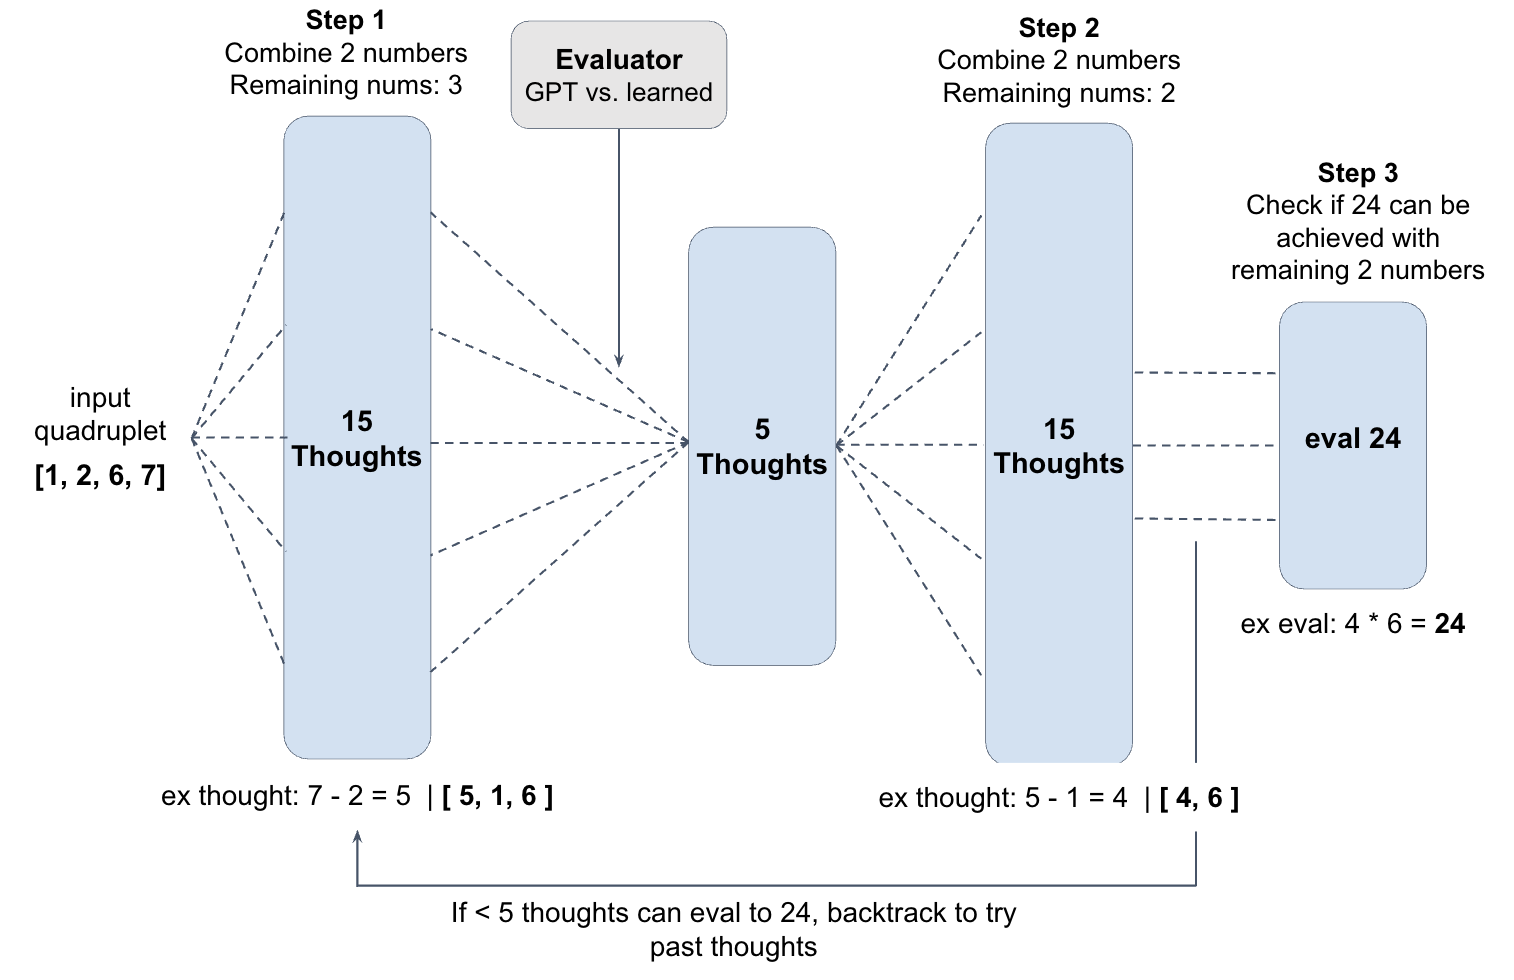 Step 1
Combine 2 numbers
Remaining nums: 3
Evaluator
GPT vs. learned
Step 2
Combine 2 numbers
Remaining nums: 2
Step 3
Check if 24 can be
achieved with
remaining 2 numbers
input
quadruplet
[1, 2, 6, 7]
15
Thoughts
5
Thoughts
15
Thoughts
eval 24
ex eval: 4 * 6 = 24
ex thought: 7 - 2 = 5 | [ 5, 1, 6 ]
ex thought: 5 - 1 = 4 | [ 4, 6 ]
If < 5 thoughts can eval to 24, backtrack to try
past thoughts